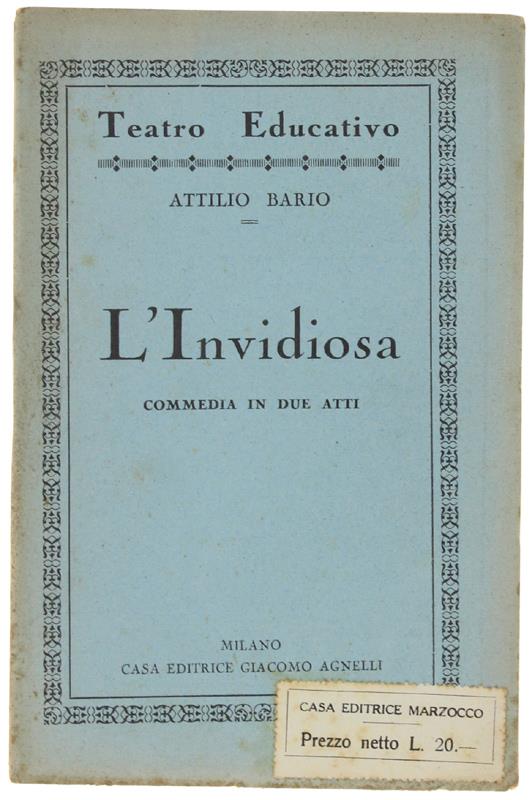 Teatro Educativo
ATTILIO BARIO
L'Invidiosa
COMMEDIA IN DUE ATTI
MILANO
CASA EDITRICE GIACOMO AGNELLI
CASA EDITRICE MARZOCCO
Prezzo netto L. 20.—